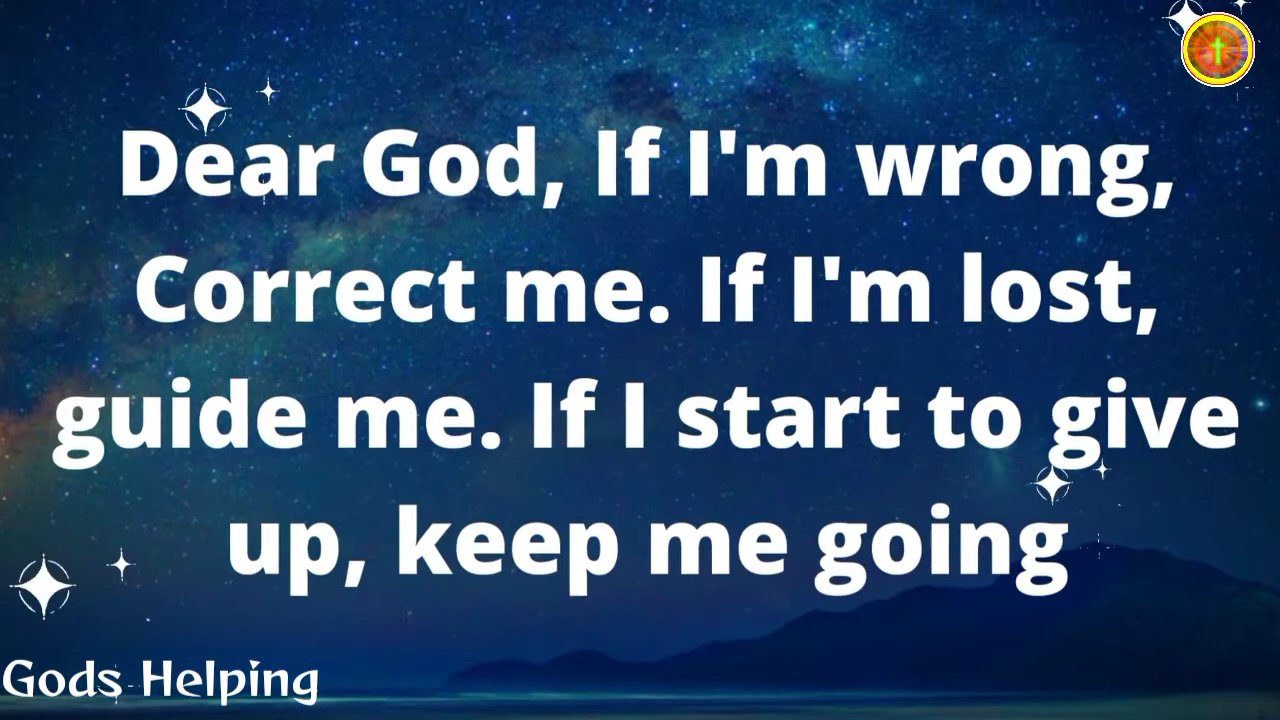 Dear God, If I'm wrong,
Correct me. If I'm lost,
guide me. If I start to give
up, keep me going
Gods Helping